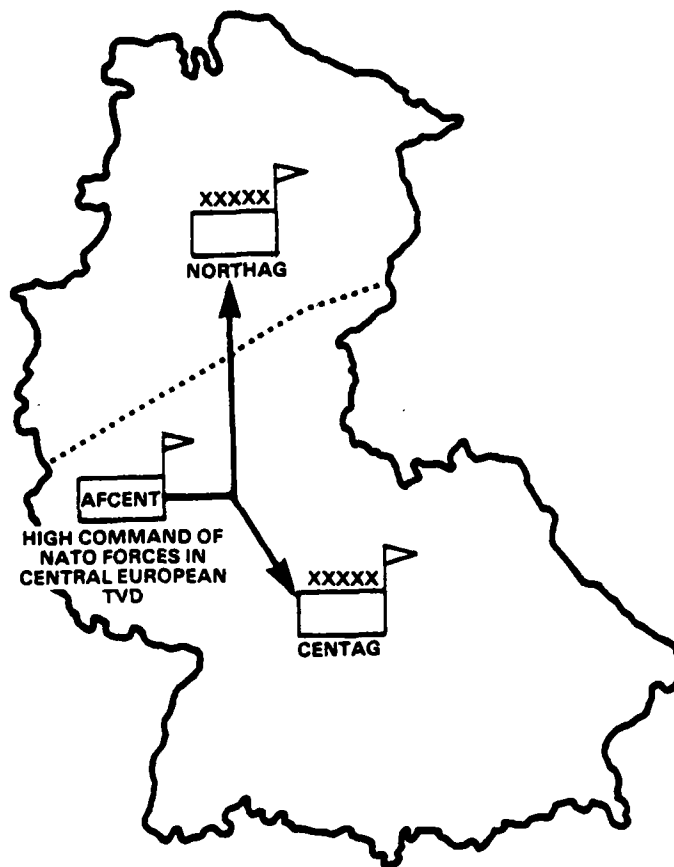 XXXXX
NORTHAG
AFCENT
HIGH COMMAND OF
NATO FORCES IN
CENTRAL EUROPEAN
TVD
XXXXX
CENTAG